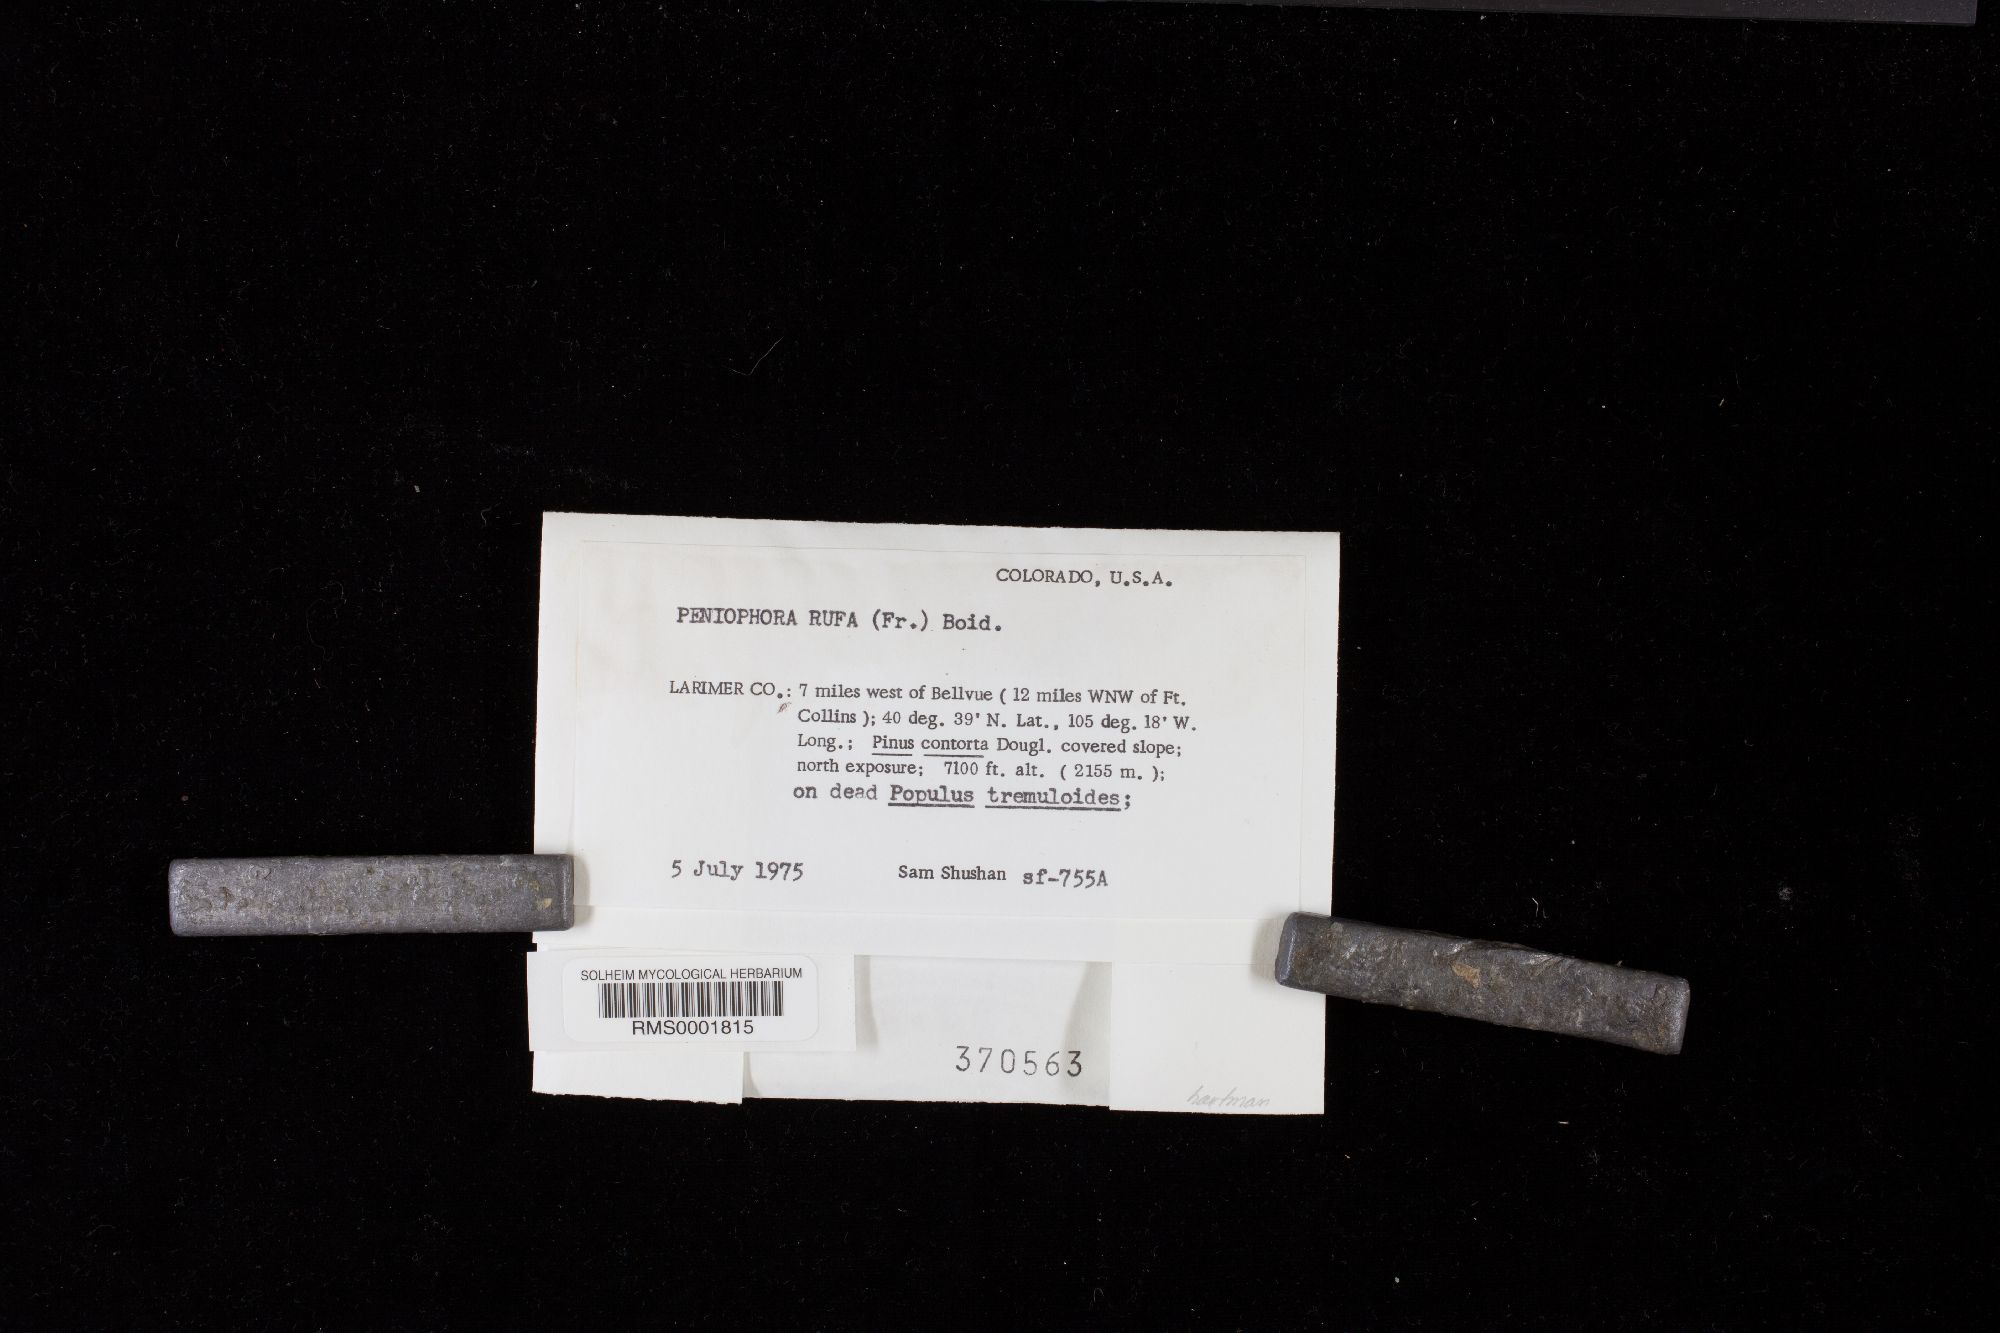 COLORADO, U.S.A.
PENIOPHORA RUFA (Fr.) Boid.
LARIMER CO.: 7 miles west of Bellvue ( 12 miles WNW of Ft.
Collins ); 40 deg. 39' N. Lat., 105 deg. 18' W.
Long.; Pinus contorta Dougl. covered slope;
north exposure; 7100 ft. alt. ( 2155 m. );
on dead Populus tremuloides;
5 July 1975 Sam Shushan sf-755A
SOLHEIM MYCOLOGICAL HERBARIUM
RMS0001815
370563
hartman